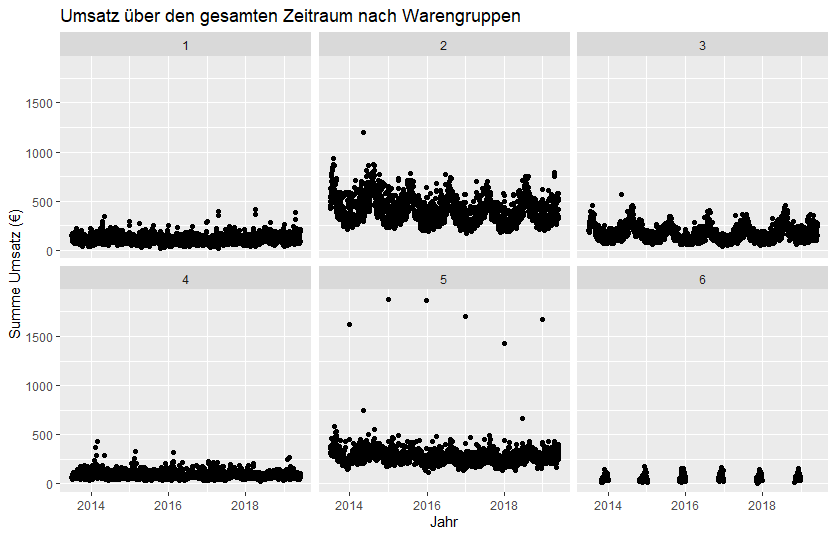 Umsatz über den gesamten Zeitraum nach Warengruppen
1 2 3
1500
1000
500
0
Summe Umsatz (€)
4 5 6
1500
1000
500
0
2014 2016 2018 2014 2016 2018 2014 2016 2018
Jahr